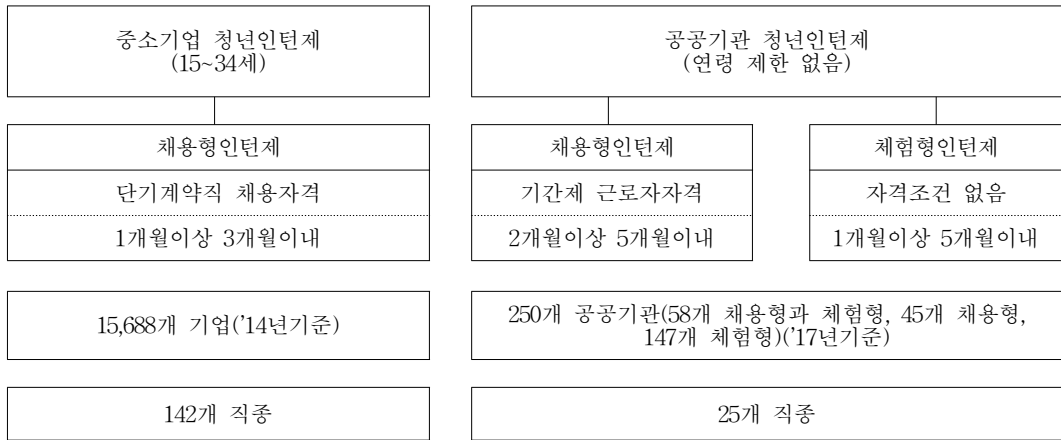 중소기업 청년인턴제
(15~34세)
공공기관 청년인턴제
(연령 제한 없음)
채용형인턴제
단기계약직 채용자격
1개월이상 3개월이내
채용형인턴제
기간제 근로자자격
2개월이상 5개월이내
체험형인턴제
자격조건 없음
1개월이상 5개월이내
15,688개 기업('14년기준)
250개 공공기관(58개 채용형과 체험형, 45개 채용형,
147개 체험형)('17년기준)
142개 직종
25개 직종